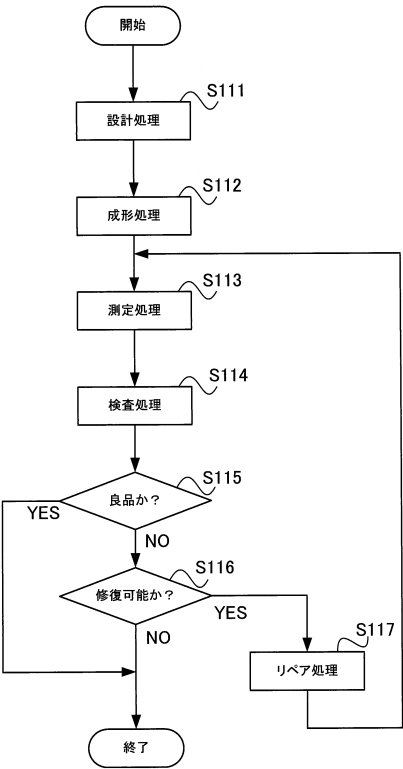 開始
S111
設計処理
S112
成形処理
S113
測定処理
S114
検査処理
S115
良品か?
YES
NO
S116
修復可能か?
YES
NO
S117
リペア処理
終了